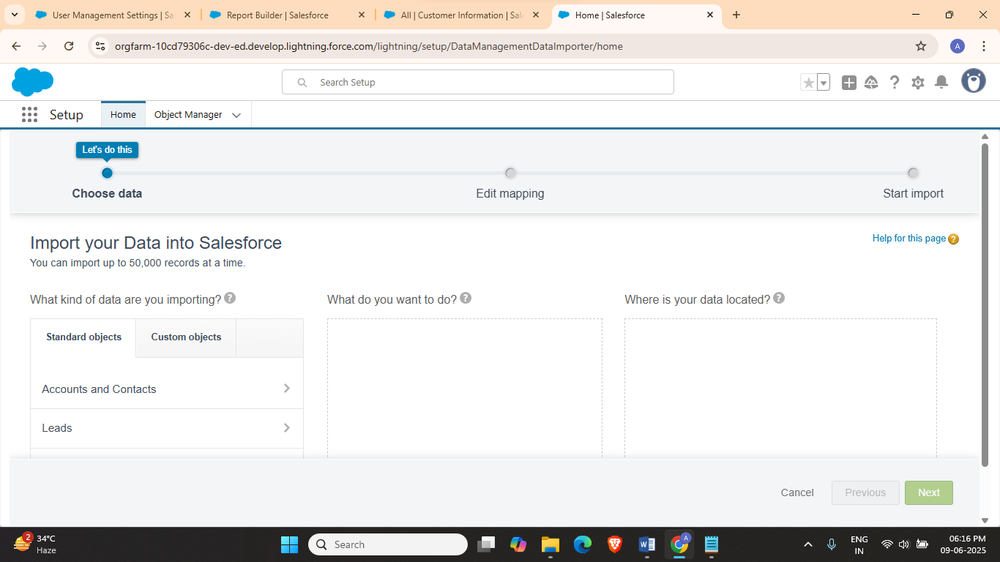 User Management Settings | Sa
Report Builder | Salesforce
All | Customer Information | Sal
Home | Salesforce
orgfarm-10cd79306c-dev-ed.develop.lightning.force.com/lightning/setup/DataManagementDataImporter/home
A
Search Setup
Setup
Home
Object Manager
Let's do this
Choose data
Edit mapping
Start import
Import your Data into Salesforce
You can import up to 50,000 records at a time.
Help for this page ?
What kind of data are you importing? ?
What do you want to do? ?
Where is your data located? ?
Standard objects
Custom objects
Accounts and Contacts
Leads
Cancel
Previous
Next
2
34°C
Haze
Search
A
ENG
IN
06:16 PM
09-06-2025